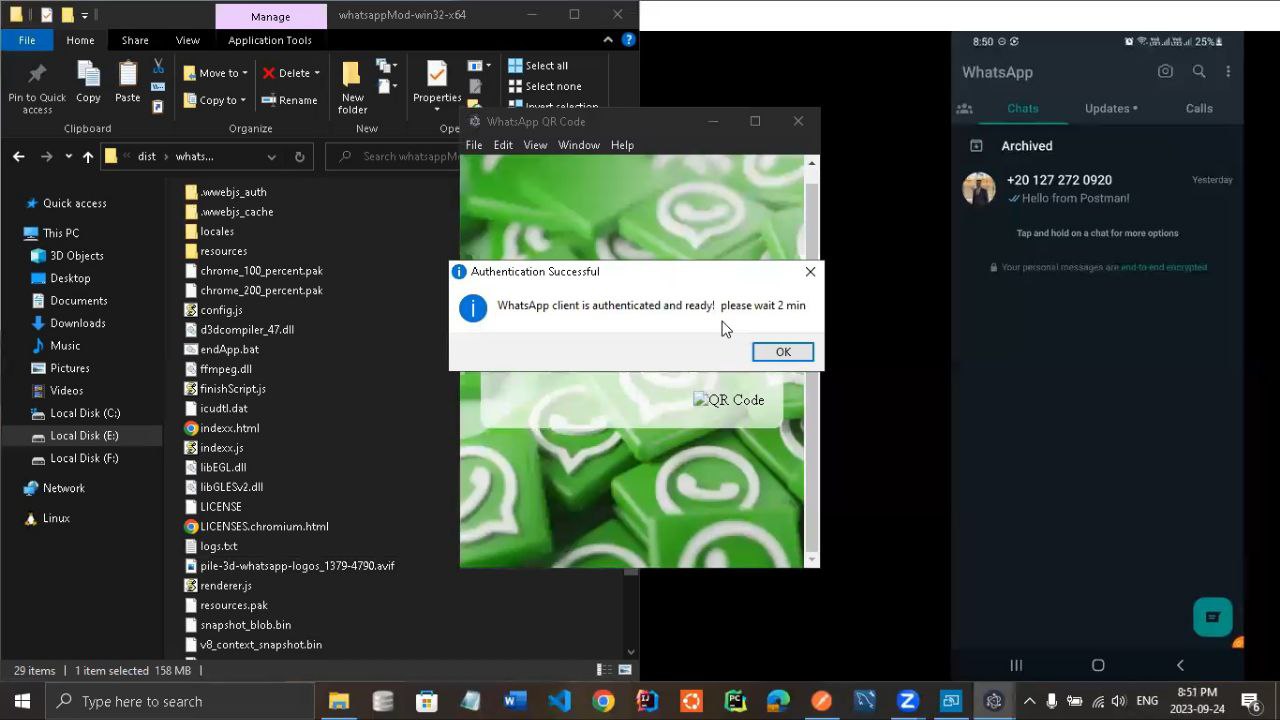 Manage
whatsappMod-win32-x64
File
Home
Share
View
Application Tools
Pin to Quick access
Copy
Paste
Move to
Copy to
Delete
Rename
New folder
Properties
Select all
Select none
Invert selection
Clipboard
Organize
New
dist
whats...
Search whatsappM
Quick access
This PC
3D Objects
Desktop
Documents
Downloads
Music
Pictures
Videos
Local Disk (C:)
Local Disk (E:)
Local Disk (F:)
Network
Linux
.wwebjs_auth
.wwebjs_cache
locales
resources
chrome_100_percent.pak
chrome_200_percent.pak
config.js
d3dcompiler_47.dll
endApp.bat
ffmpeg.dll
finishScript.js
icudtl.dat
indexx.html
indexx.js
libEGL.dll
libGLESv2.dll
LICENSE
LICENSES.chromium.html
logs.txt
pile-3d-whatsapp-logos_1379-4790.avif
renderer.js
resources.pak
snapshot_blob.bin
v8_context_snapshot.bin
29 items
1 item selected 158 MB
WhatsApp QR Code
File Edit View Window Help
Authentication Successful
WhatsApp client is authenticated and ready! please wait 2 min
OK
QR Code
8:50
25%
WhatsApp
Chats
Updates
Calls
Archived
+20 127 272 0920
Yesterday
Hello from Postman!
Tap and hold on a chat for more options
Your personal messages are end-to-end encrypted
Type here to search
ENG
8:51 PM
2023-09-24
6